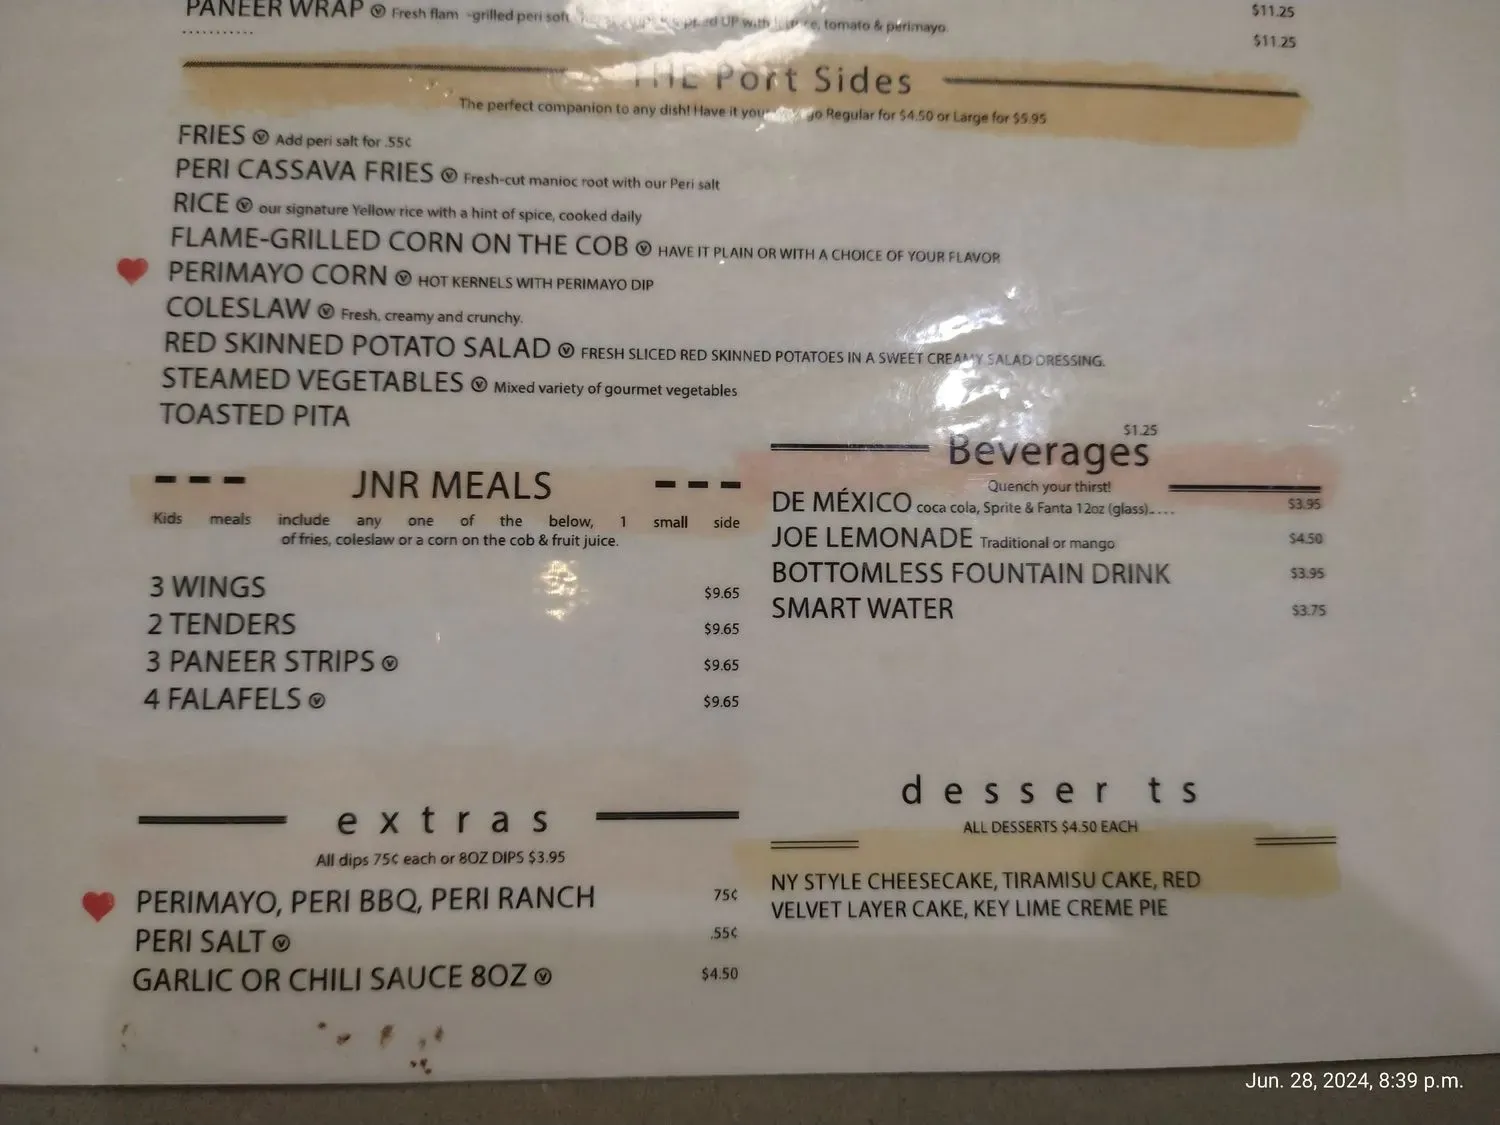 PANEER WRAP Ⓥ Fresh flam -grilled peri soft UP with tomato & perimayo. $11.25
............ $11.25
THE Port Sides
The perfect companion to any dish! Have it your go Regular for $4.50 or Large for $5.95
FRIES Ⓥ Add peri salt for .55¢
PERI CASSAVA FRIES Ⓥ Fresh-cut manioc root with our Peri salt
RICE Ⓥ our signature Yellow rice with a hint of spice, cooked daily
FLAME-GRILLED CORN ON THE COB Ⓥ HAVE IT PLAIN OR WITH A CHOICE OF YOUR FLAVOR
PERIMAYO CORN Ⓥ HOT KERNELS WITH PERIMAYO DIP
COLESLAW Ⓥ Fresh, creamy and crunchy.
RED SKINNED POTATO SALAD Ⓥ FRESH SLICED RED SKINNED POTATOES IN A SWEET CREAMY SALAD DRESSING.
STEAMED VEGETABLES Ⓥ Mixed variety of gourmet vegetables
TOASTED PITA $1.25
JNR MEALS
Kids meals include any one of the below, 1 small side
of fries, coleslaw or a corn on the cob & fruit juice.
3 WINGS $9.65
2 TENDERS $9.65
3 PANEER STRIPS Ⓥ $9.65
4 FALAFELS Ⓥ $9.65
Beverages
Quench your thirst!
DE MÉXICO coca cola, Sprite & Fanta 12oz (glass)..... $3.95
JOE LEMONADE Traditional or mango $4.50
BOTTOMLESS FOUNTAIN DRINK $3.95
SMART WATER $3.75
extras
All dips 75¢ each or 8OZ DIPS $3.95
PERIMAYO, PERI BBQ, PERI RANCH 75¢
PERI SALT Ⓥ .55¢
GARLIC OR CHILI SAUCE 8OZ Ⓥ $4.50
desserts
ALL DESSERTS $4.50 EACH
NY STYLE CHEESECAKE, TIRAMISU CAKE, RED
VELVET LAYER CAKE, KEY LIME CREME PIE
Jun. 28, 2024, 8:39 p.m.